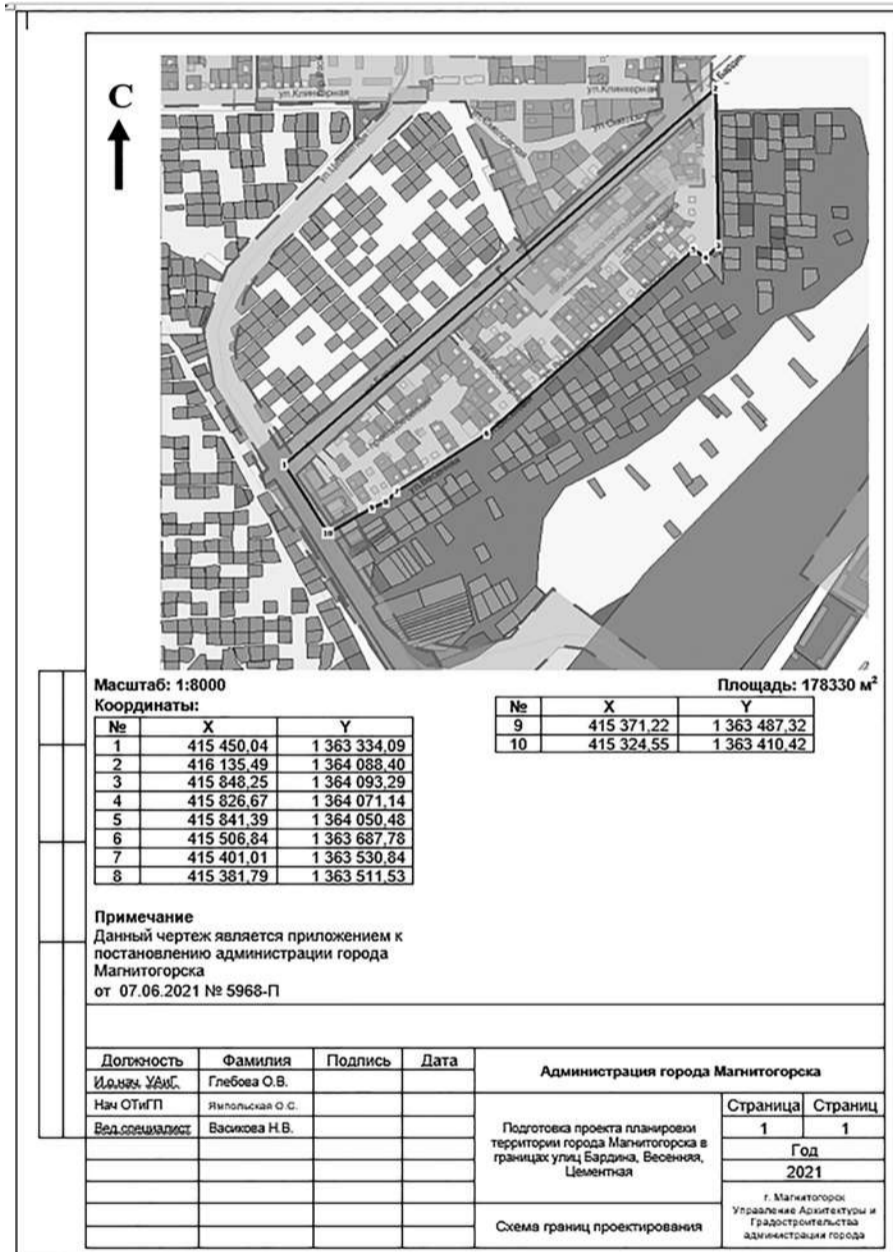 С
ул.Клинкерная
ул.Клинкерная
Масштаб: 1:8000
Площадь: 178330 м²
Координаты:
№ X Y
1 415 450,04 1 363 334,09
2 416 135,49 1 364 088,40
3 415 848,25 1 364 093,29
4 415 826,67 1 364 071,14
5 415 841,39 1 364 050,48
6 415 506,84 1 363 687,78
7 415 401,01 1 363 530,84
8 415 381,79 1 363 511,53
№ X Y
9 415 371,22 1 363 487,32
10 415 324,55 1 363 410,42
Примечание
Данный чертеж является приложением к
постановлению администрации города
Магнитогорска
от 07.06.2021 № 5968-П
Должность Фамилия Подпись Дата
И.о.нач. УАиГ. Глебова О.В.
Нач ОТиГП Ямпольская О.С.
Вед.специалист Васикова Н.В.
Администрация города Магнитогорска
Подготовка проекта планировки
территории города Магнитогорска в
границах улиц Бардина, Весенняя,
Цементная
Страница Страниц
1 1
Год
2021
Схема границ проектирования
г. Магнитогорск
Управление Архитектуры и
Градостроительства
администрации города